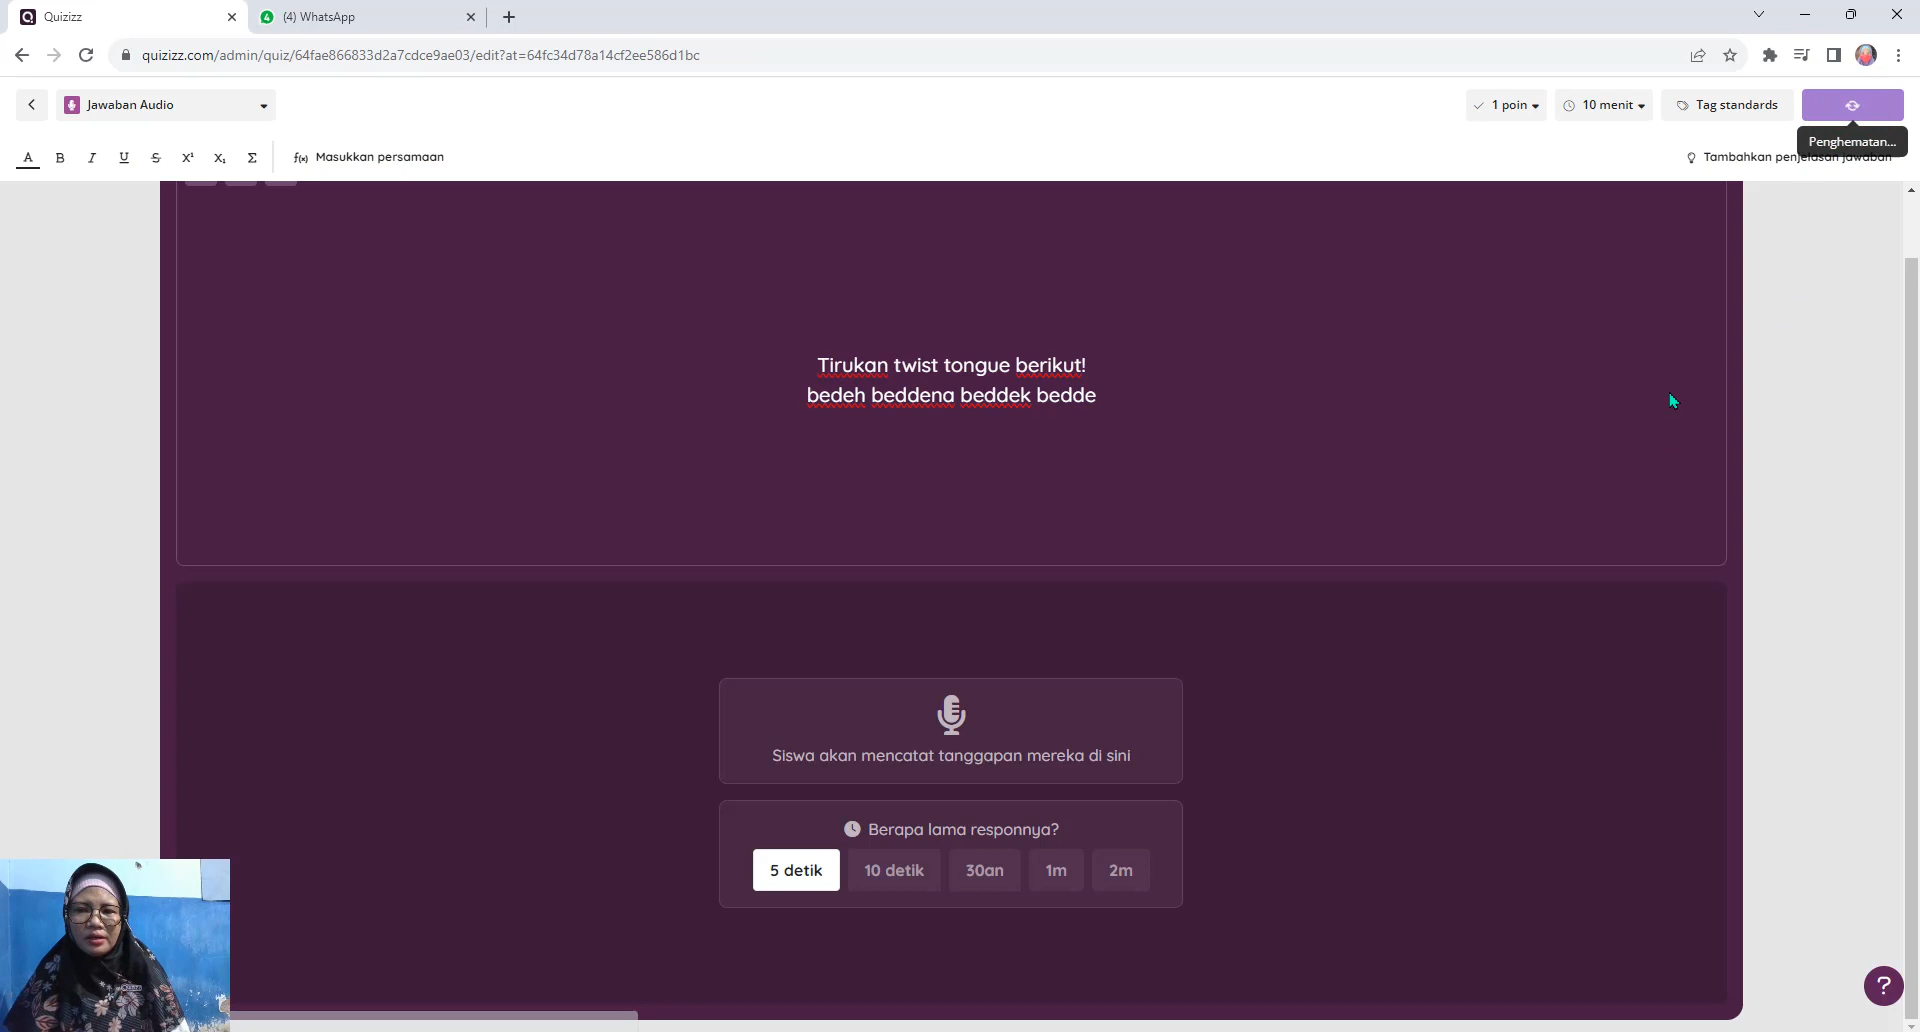 Quizizz
(4) WhatsApp
quizizz.com/admin/quiz/64fae866833d2a7cdce9ae03/edit?at=64fc34d78a14cf2ee586d1bc
Jawaban Audio
1 poin
10 menit
Tag standards
Penghematan...
A B I U S X² X₂ Σ
f(x) Masukkan persamaan
Tambahkan penjelasan jawaban
Tirukan twist tongue berikut!
bedeh beddena beddek bedde
Siswa akan mencatat tanggapan mereka di sini
Berapa lama responnya?
5 detik 10 detik 30an 1m 2m
?